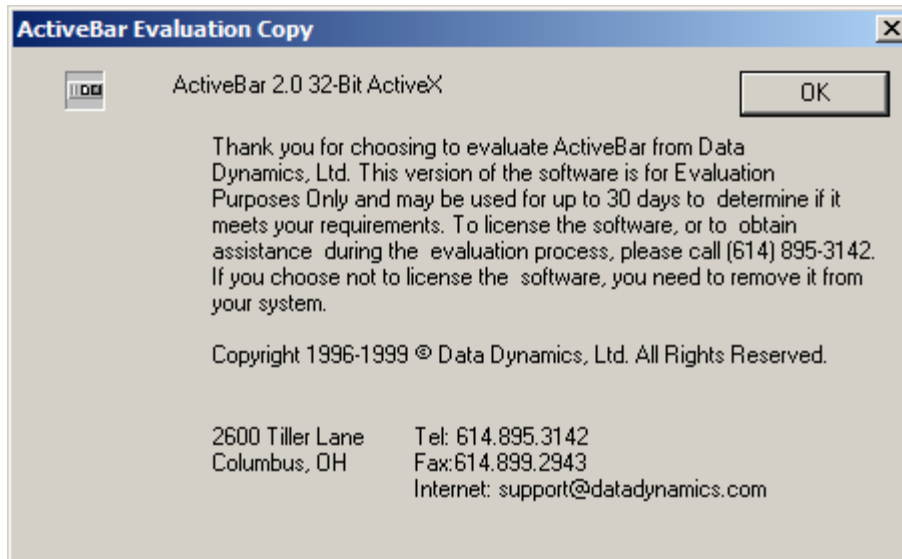 ActiveBar Evaluation Copy
ActiveBar 2.0 32-Bit ActiveX
OK
Thank you for choosing to evaluate ActiveBar from Data
Dynamics, Ltd. This version of the software is for Evaluation
Purposes Only and may be used for up to 30 days to  determine if it
meets your requirements. To license the software, or to  obtain
assistance  during the  evaluation process, please call (614) 895-3142.
If you choose not to license the  software, you need to remove it from
your system.
Copyright 1996-1999 © Data Dynamics, Ltd. All Rights Reserved.
2600 Tiller Lane
Columbus, OH
Tel: 614.895.3142
Fax:614.899.2943
Internet: support@datadynamics.com